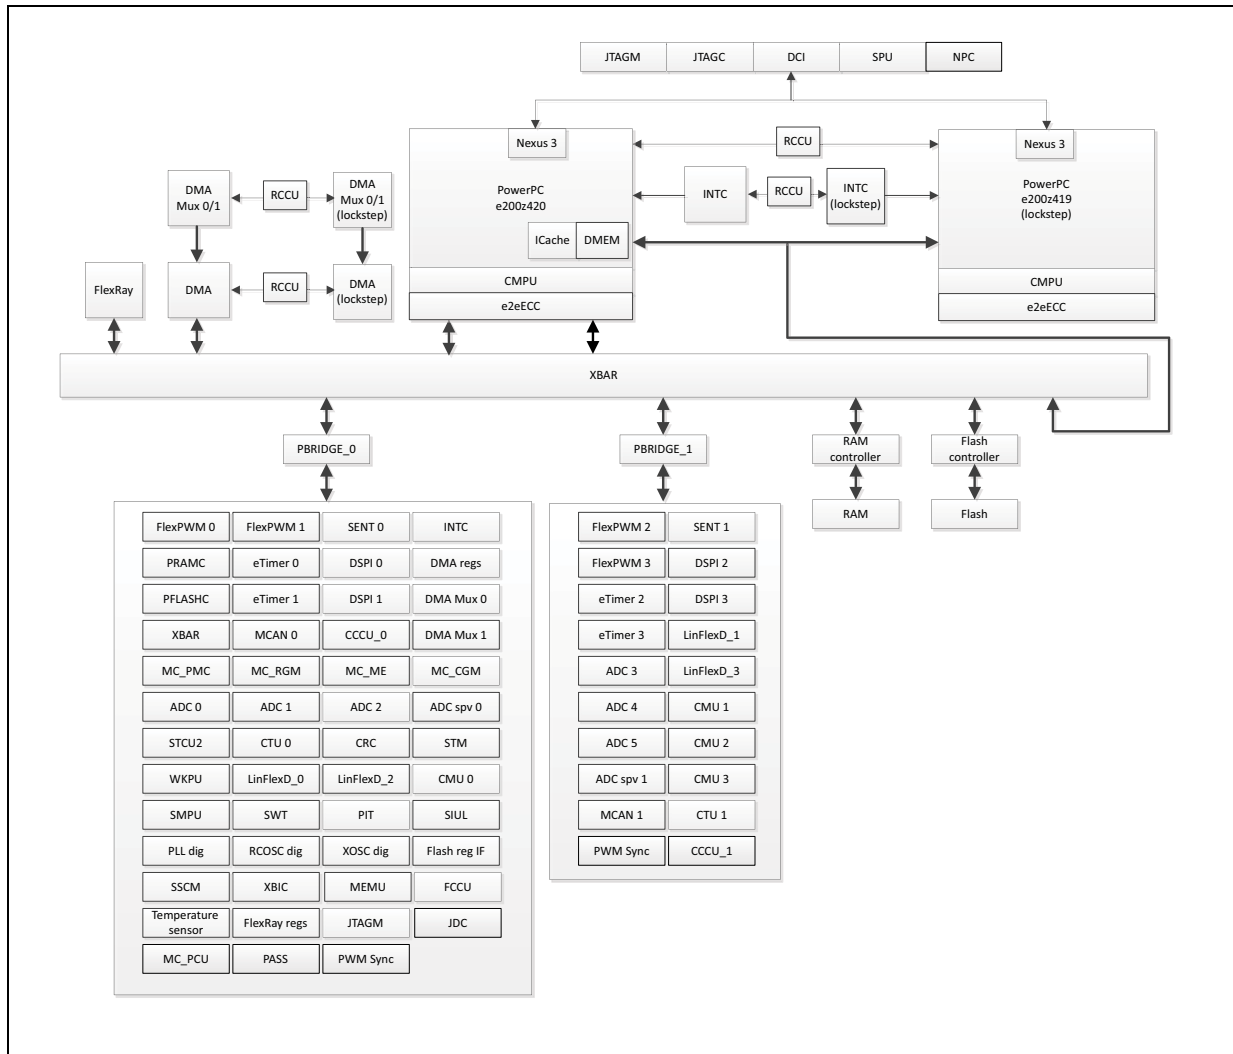 JTAGM JTAGC DCI SPU NPC
Nexus 3
RCCU
Nexus 3
DMA
Mux 0/1
RCCU
DMA
Mux 0/1
(lockstep)
PowerPC
e200z420
INTC
RCCU
INTC
(lockstep)
PowerPC
e200z419
(lockstep)
ICache DMEM
FlexRay
DMA
RCCU
DMA
(lockstep)
CMPU
e2eECC
CMPU
e2eECC
XBAR
PBRIDGE_0
PBRIDGE_1
RAM
controller
Flash
controller
RAM
Flash
FlexPWM 0 FlexPWM 1 SENT 0 INTC
PRAMC eTimer 0 DSPI 0 DMA regs
PFLASHC eTimer 1 DSPI 1 DMA Mux 0
XBAR MCAN 0 CCCU_0 DMA Mux 1
MC_PMC MC_RGM MC_ME MC_CGM
ADC 0 ADC 1 ADC 2 ADC spv 0
STCU2 CTU 0 CRC STM
WKPU LinFlexD_0 LinFlexD_2 CMU 0
SMPU SWT PIT SIUL
PLL dig RCOSC dig XOSC dig Flash reg IF
SSCM XBIC MEMU FCCU
Temperature
sensor
FlexRay regs JTAGM JDC
MC_PCU PASS PWM Sync
FlexPWM 2 SENT 1
FlexPWM 3 DSPI 2
eTimer 2 DSPI 3
eTimer 3 LinFlexD_1
ADC 3 LinFlexD_3
ADC 4 CMU 1
ADC 5 CMU 2
ADC spv 1 CMU 3
MCAN 1 CTU 1
PWM Sync CCCU_1